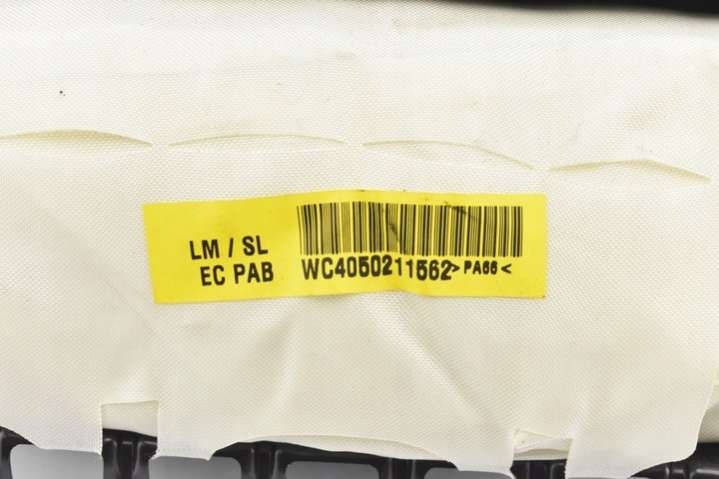 LM / SL
EC PAB
WC4050211562 >PA66<